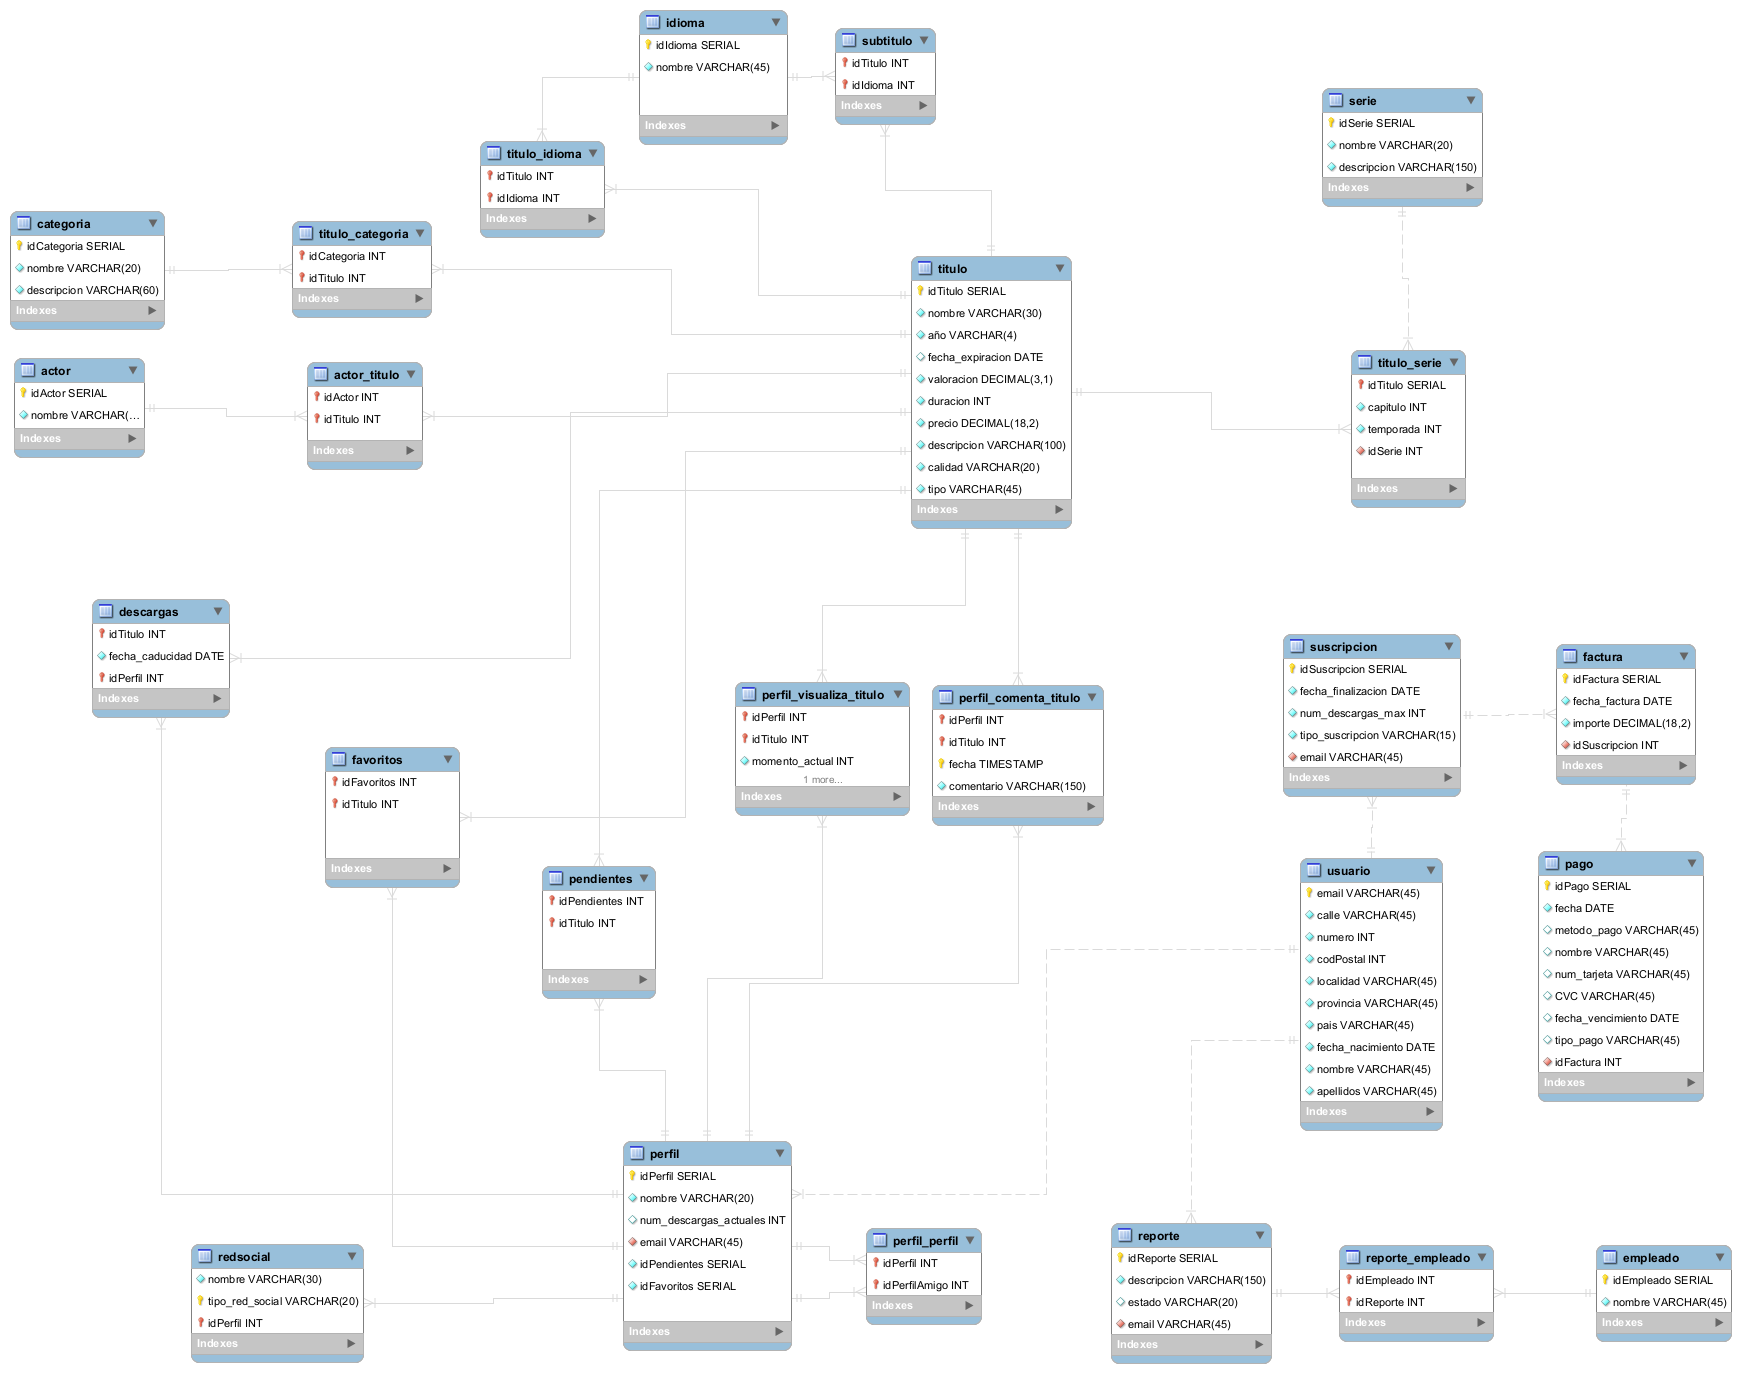 idioma
idIdioma SERIAL
nombre VARCHAR(45)
Indexes
subtitulo
idTitulo INT
idIdioma INT
Indexes
serie
idSerie SERIAL
nombre VARCHAR(20)
descripcion VARCHAR(150)
Indexes
titulo_idioma
idTitulo INT
idIdioma INT
Indexes
categoria
idCategoria SERIAL
nombre VARCHAR(20)
descripcion VARCHAR(60)
Indexes
titulo_categoria
idCategoria INT
idTitulo INT
Indexes
titulo
idTitulo SERIAL
nombre VARCHAR(30)
año VARCHAR(4)
fecha_expiracion DATE
valoracion DECIMAL(3,1)
duracion INT
precio DECIMAL(18,2)
descripcion VARCHAR(100)
calidad VARCHAR(20)
tipo VARCHAR(45)
Indexes
actor
idActor SERIAL
nombre VARCHAR(...
Indexes
actor_titulo
idActor INT
idTitulo INT
Indexes
titulo_serie
idTitulo SERIAL
capitulo INT
temporada INT
idSerie INT
Indexes
descargas
idTitulo INT
fecha_caducidad DATE
idPerfil INT
Indexes
favoritos
idFavoritos INT
idTitulo INT
Indexes
pendientes
idPendientes INT
idTitulo INT
Indexes
perfil_visualiza_titulo
idPerfil INT
idTitulo INT
momento_actual INT
1 more...
Indexes
perfil_comenta_titulo
idPerfil INT
idTitulo INT
fecha TIMESTAMP
comentario VARCHAR(150)
Indexes
suscripcion
idSuscripcion SERIAL
fecha_finalizacion DATE
num_descargas_max INT
tipo_suscripcion VARCHAR(15)
email VARCHAR(45)
Indexes
factura
idFactura SERIAL
fecha_factura DATE
importe DECIMAL(18,2)
idSuscripcion INT
Indexes
usuario
email VARCHAR(45)
calle VARCHAR(45)
numero INT
codPostal INT
localidad VARCHAR(45)
provincia VARCHAR(45)
pais VARCHAR(45)
fecha_nacimiento DATE
nombre VARCHAR(45)
apellidos VARCHAR(45)
Indexes
pago
idPago SERIAL
fecha DATE
metodo_pago VARCHAR(45)
nombre VARCHAR(45)
num_tarjeta VARCHAR(45)
CVC VARCHAR(45)
fecha_vencimiento DATE
tipo_pago VARCHAR(45)
idFactura INT
Indexes
perfil
idPerfil SERIAL
nombre VARCHAR(20)
num_descargas_actuales INT
email VARCHAR(45)
idPendientes SERIAL
idFavoritos SERIAL
Indexes
redsocial
nombre VARCHAR(30)
tipo_red_social VARCHAR(20)
idPerfil INT
Indexes
perfil_perfil
idPerfil INT
idPerfilAmigo INT
Indexes
reporte
idReporte SERIAL
descripcion VARCHAR(150)
estado VARCHAR(20)
email VARCHAR(45)
Indexes
reporte_empleado
idEmpleado INT
idReporte INT
Indexes
empleado
idEmpleado SERIAL
nombre VARCHAR(45)
Indexes